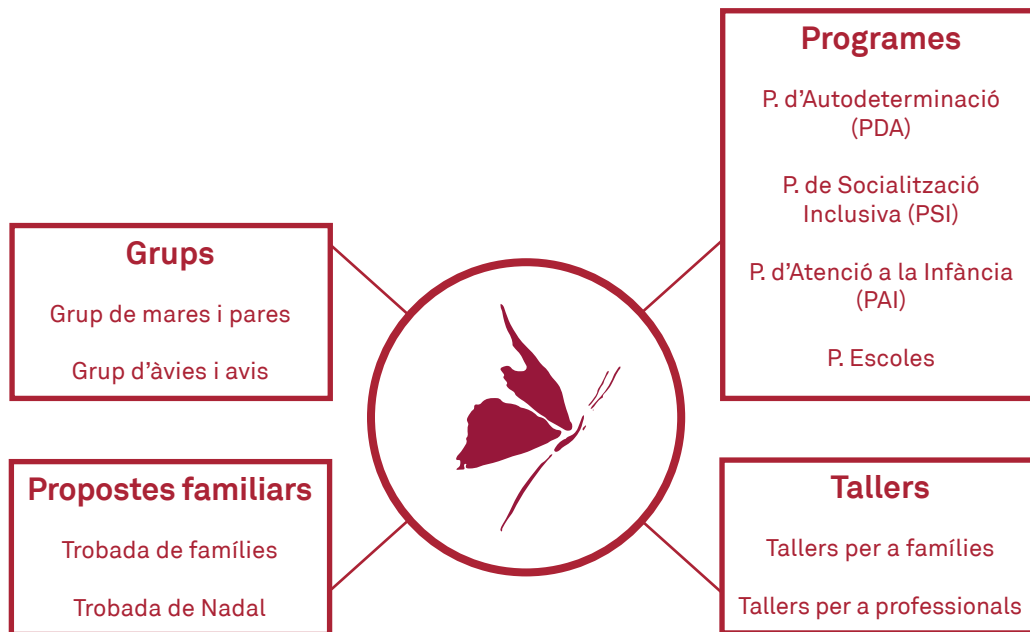 Programes
P. d'Autodeterminació
(PDA)
P. de Socialització
Inclusiva (PSI)
P. d'Atenció a la Infància
(PAI)
P. Escoles
Grups
Grup de mares i pares
Grup d'àvies i avis
Propostes familiars
Trobada de famílies
Trobada de Nadal
Tallers
Tallers per a famílies
Tallers per a professionals